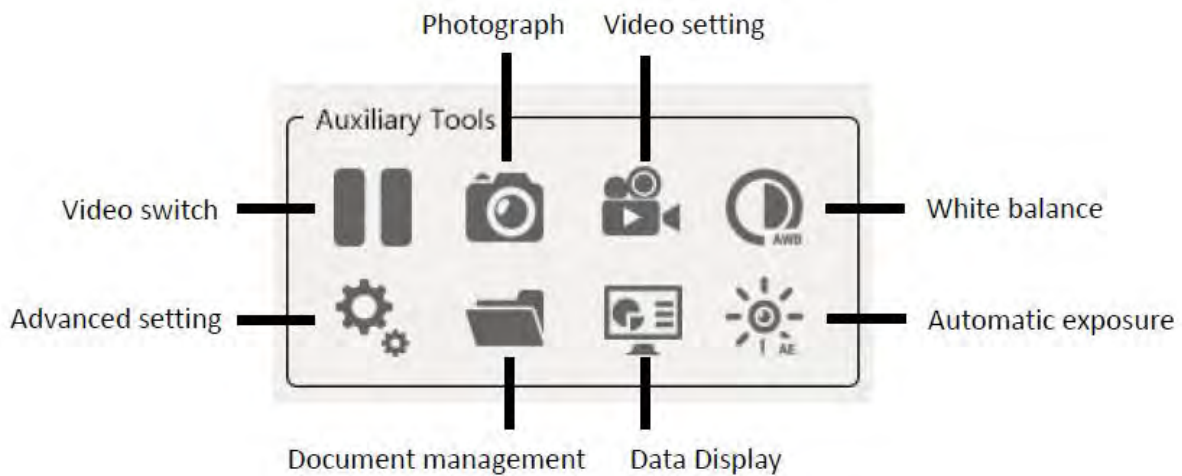 Photograph Video setting
Auxiliary Tools
Video switch
White balance
AWB
Advanced setting
Automatic exposure
AE
Document management Data Display